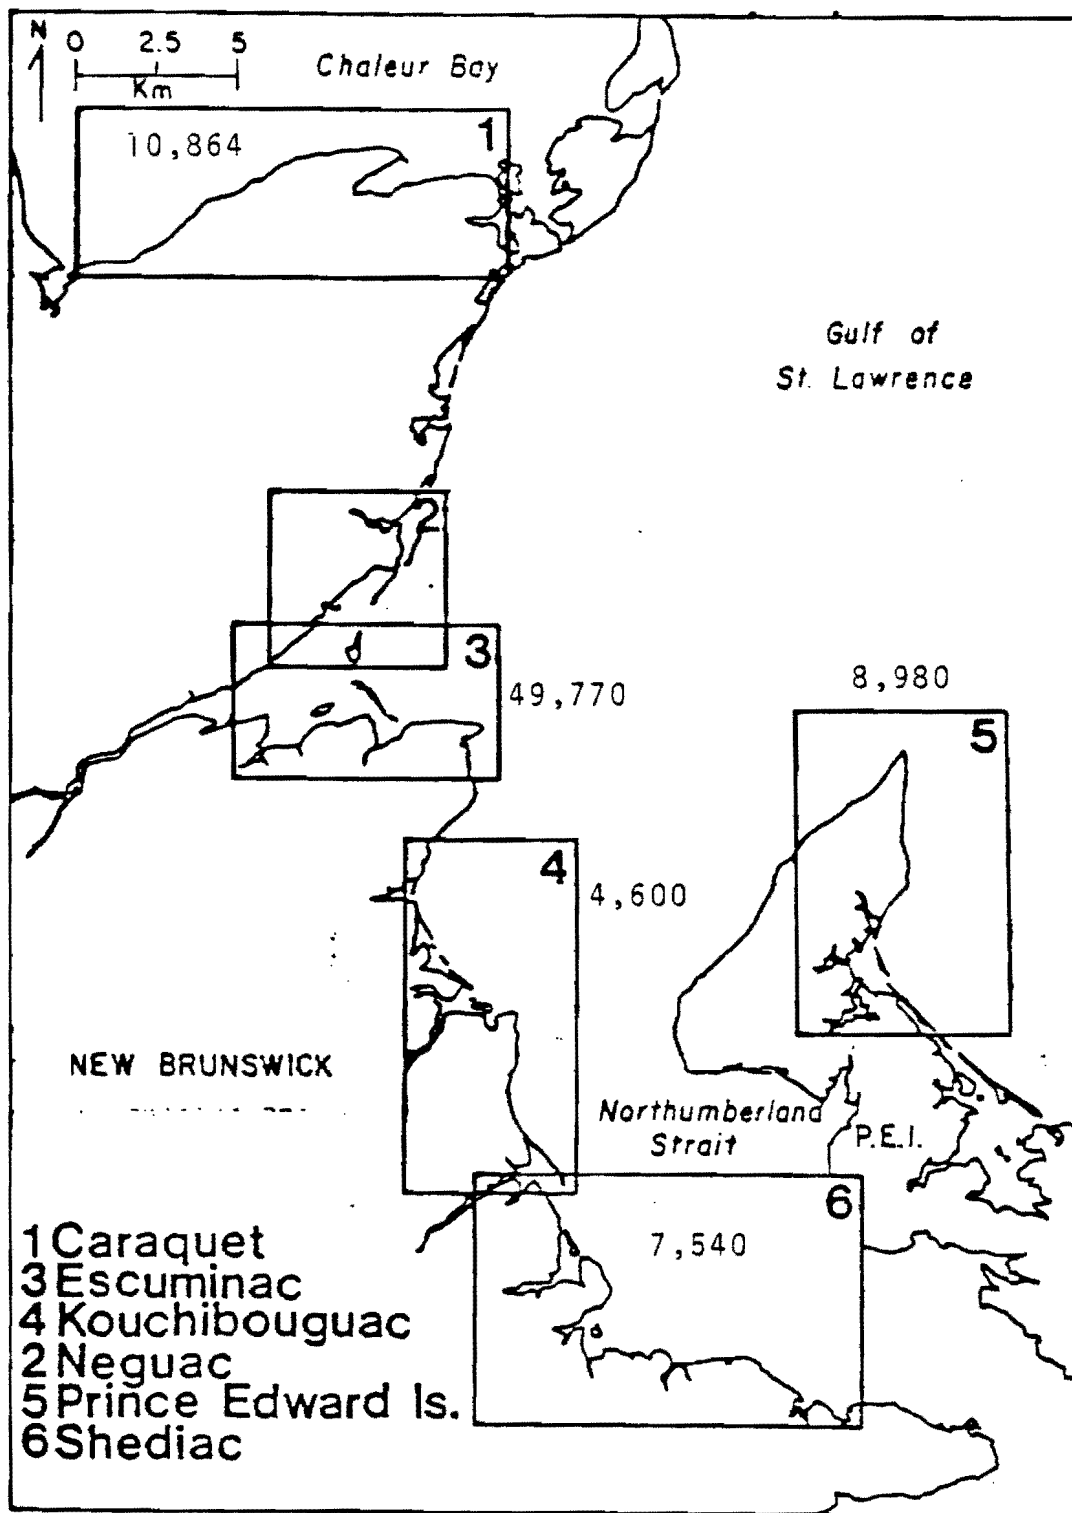 N
0 2.5 5
Km
Chaleur Bay
1
10,864
Gulf of
St. Lawrence
2
3
49,770
8,980
5
4
4,600
NEW BRUNSWICK
Northumberland
Strait
P.E.I.
6
7,540
1 Caraquet
3 Escuminac
4 Kouchibouguac
2 Neguac
5 Prince Edward Is.
6 Shediac